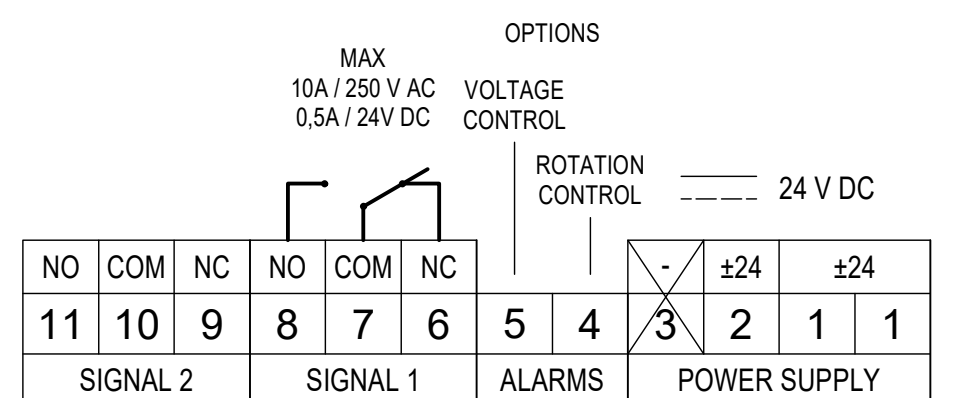 OPTIONS
MAX
10A / 250 V AC
0,5A / 24V DC
VOLTAGE
CONTROL
ROTATION
CONTROL
24 V DC
NO COM NC NO COM NC - ±24 ±24
11 10 9 8 7 6 5 4 3 2 1 1
SIGNAL 2 SIGNAL 1 ALARMS POWER SUPPLY